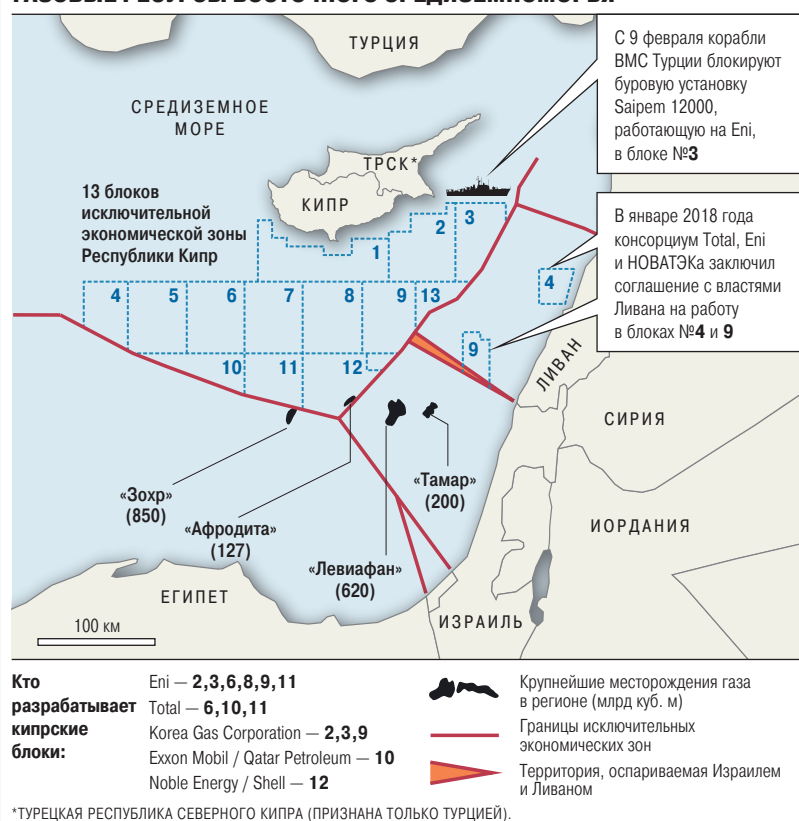 ТУРЦИЯ
С 9 февраля корабли
ВМС Турции блокируют
буровую установку
Saipem 12000,
работающую на Eni,
в блоке №3
СРЕДИЗЕМНОЕ
МОРЕ
ТРСК*
КИПР
13 блоков
исключительной
экономической зоны
Республики Кипр
В январе 2018 года
консорциум Total, Eni
и НОВАТЭКа заключил
соглашение с властями
Ливана на работу
в блоках №4 и 9
1
2
3
4
4
5
6
7
8
9
13
9
10
11
12
ЛИВАН
СИРИЯ
«Зохр»
(850)
«Афродита»
(127)
«Левиафан»
(620)
«Тамар»
(200)
ИОРДАНИЯ
ЕГИПЕТ
ИЗРАИЛЬ
100 км
Кто
разрабатывает
кипрские
блоки:
Eni — 2,3,6,8,9,11
Total — 6,10,11
Korea Gas Corporation — 2,3,9
Exxon Mobil / Qatar Petroleum — 10
Noble Energy / Shell — 12
Крупнейшие месторождения газа
в регионе (млрд куб. м)
Границы исключительных
экономических зон
Территория, оспариваемая Израилем
и Ливаном
*ТУРЕЦКАЯ РЕСПУБЛИКА СЕВЕРНОГО КИПРА (ПРИЗНАНА ТОЛЬКО ТУРЦИЕЙ).